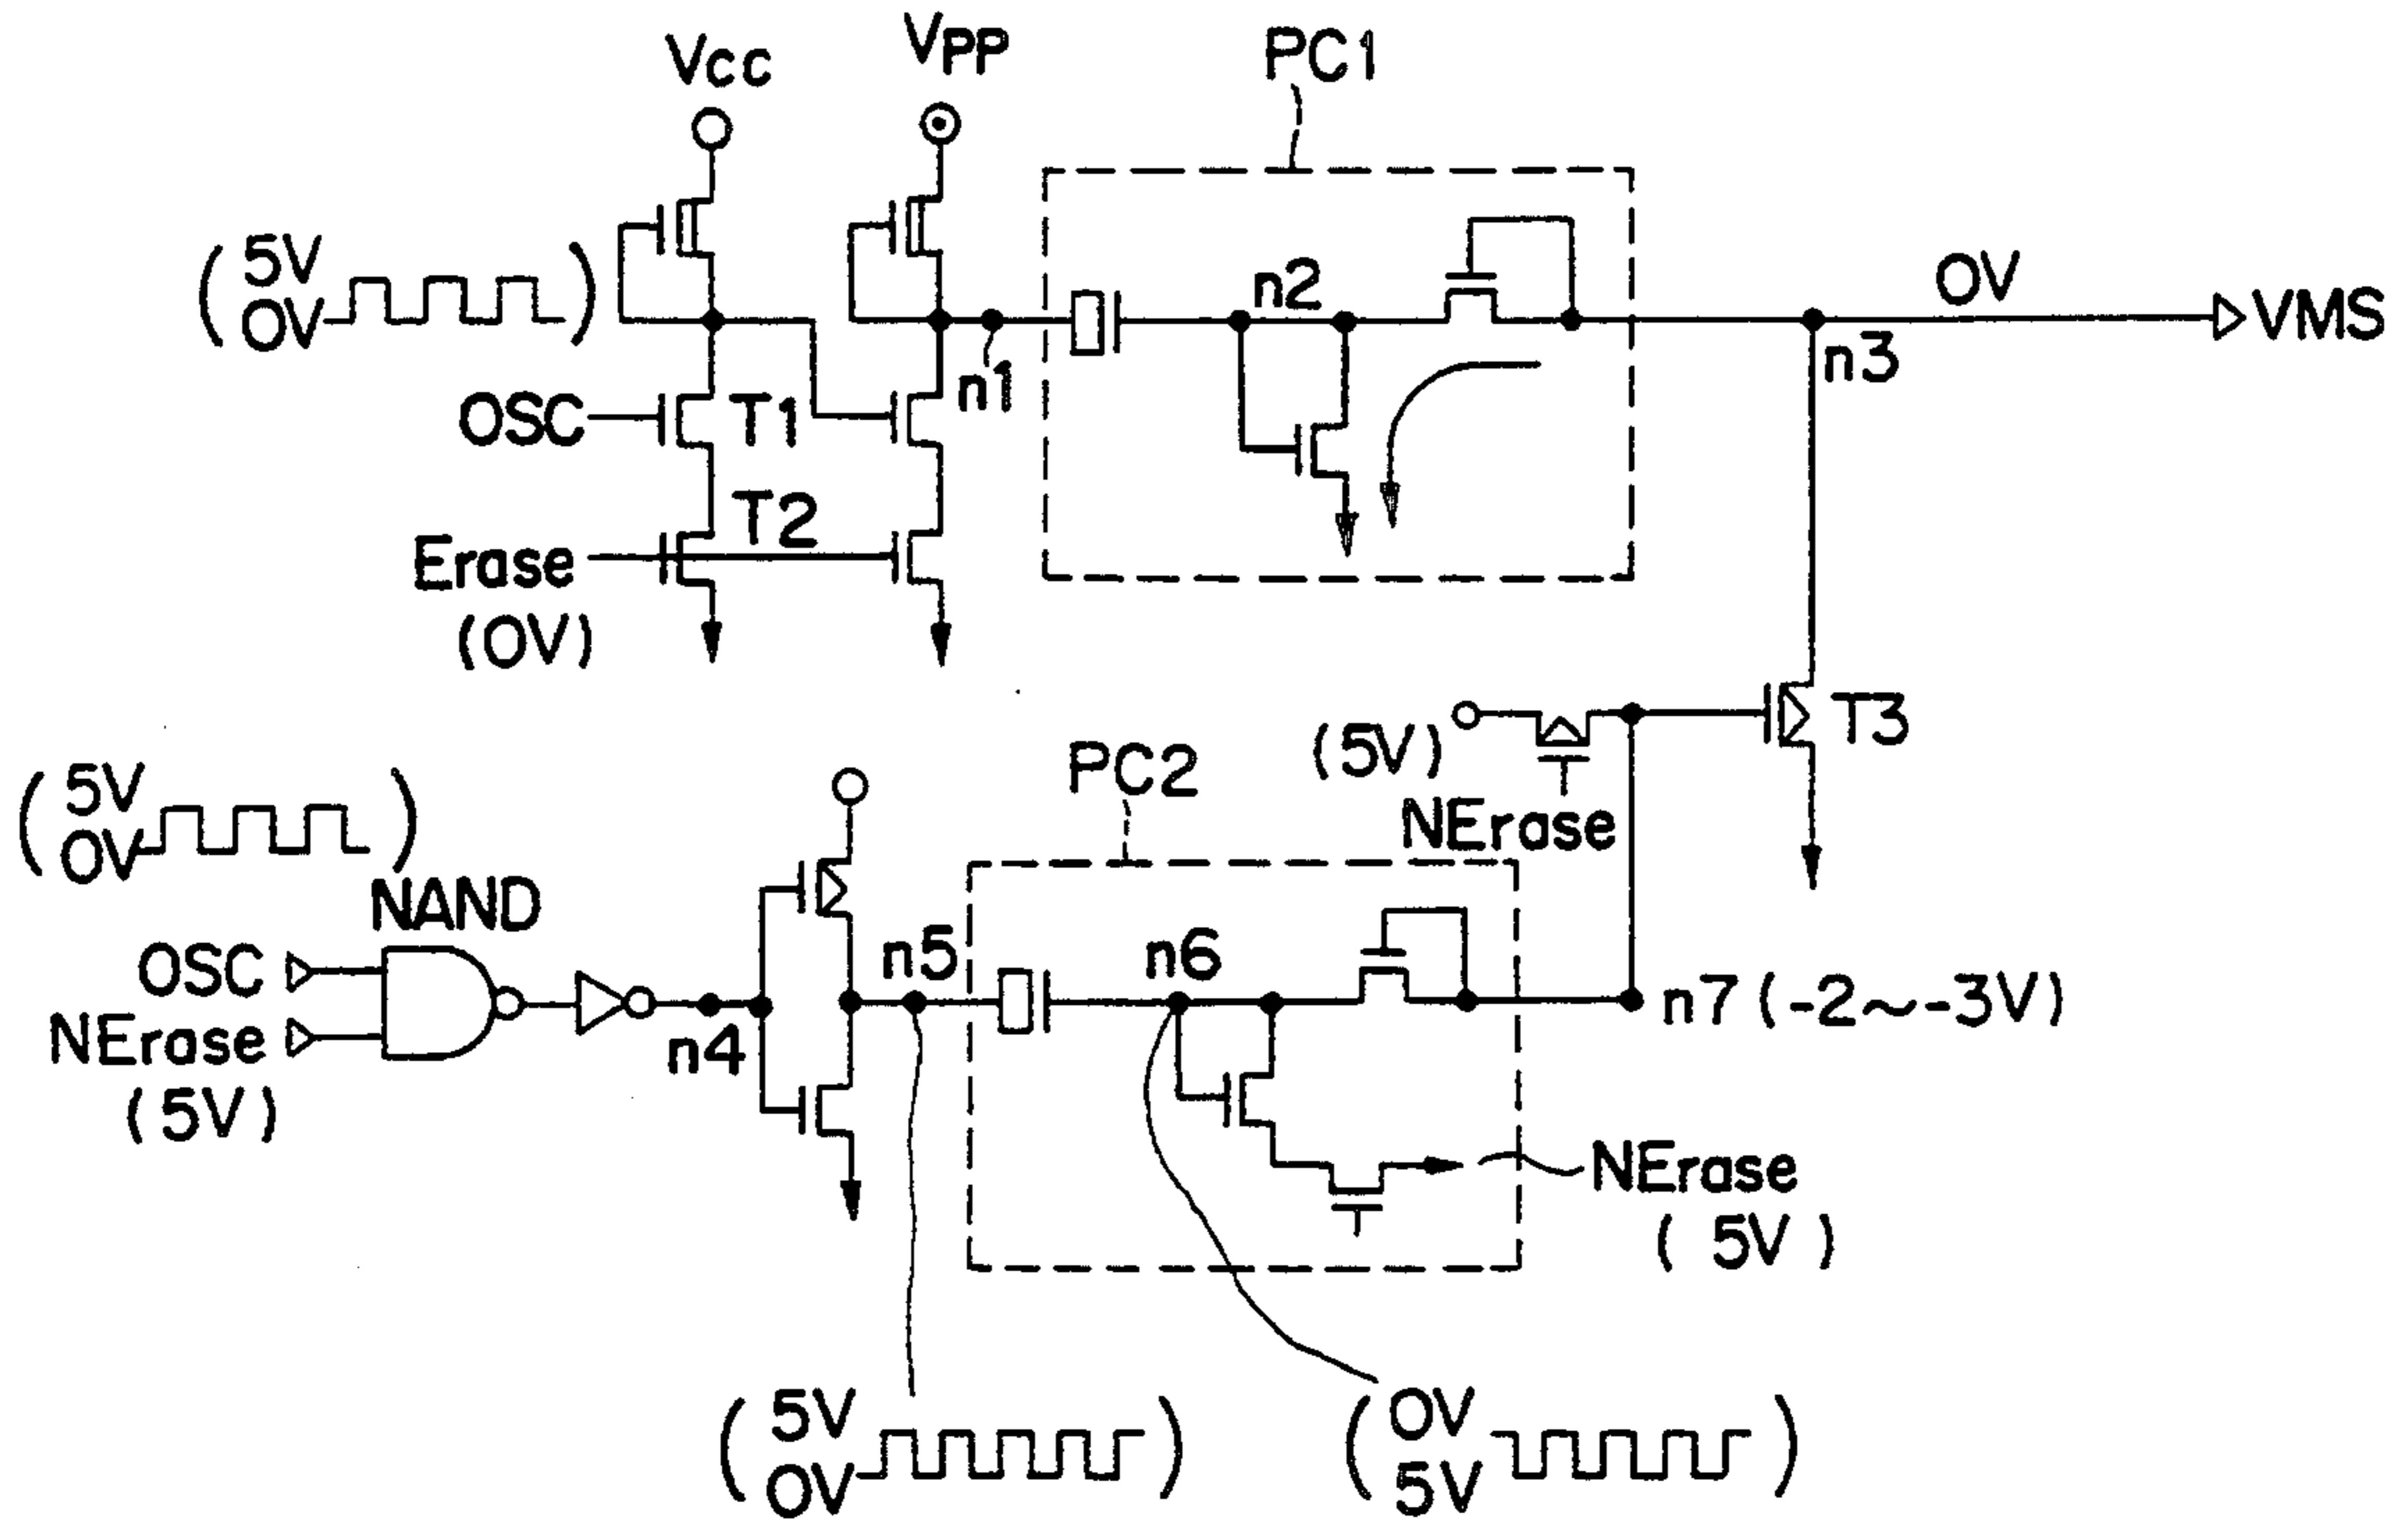 Vcc
VPP
PC1
( 5V
0V )
n1
n2
n3
0V
VMS
OSC
T1
T2
Erase
(0V)
(5V)
NErase
T3
( 5V
0V )
NAND
OSC
NErase
(5V)
n4
n5
PC2
n6
n7 (-2~-3V)
NErase
( 5V )
( 5V
0V )
( 0V
5V )